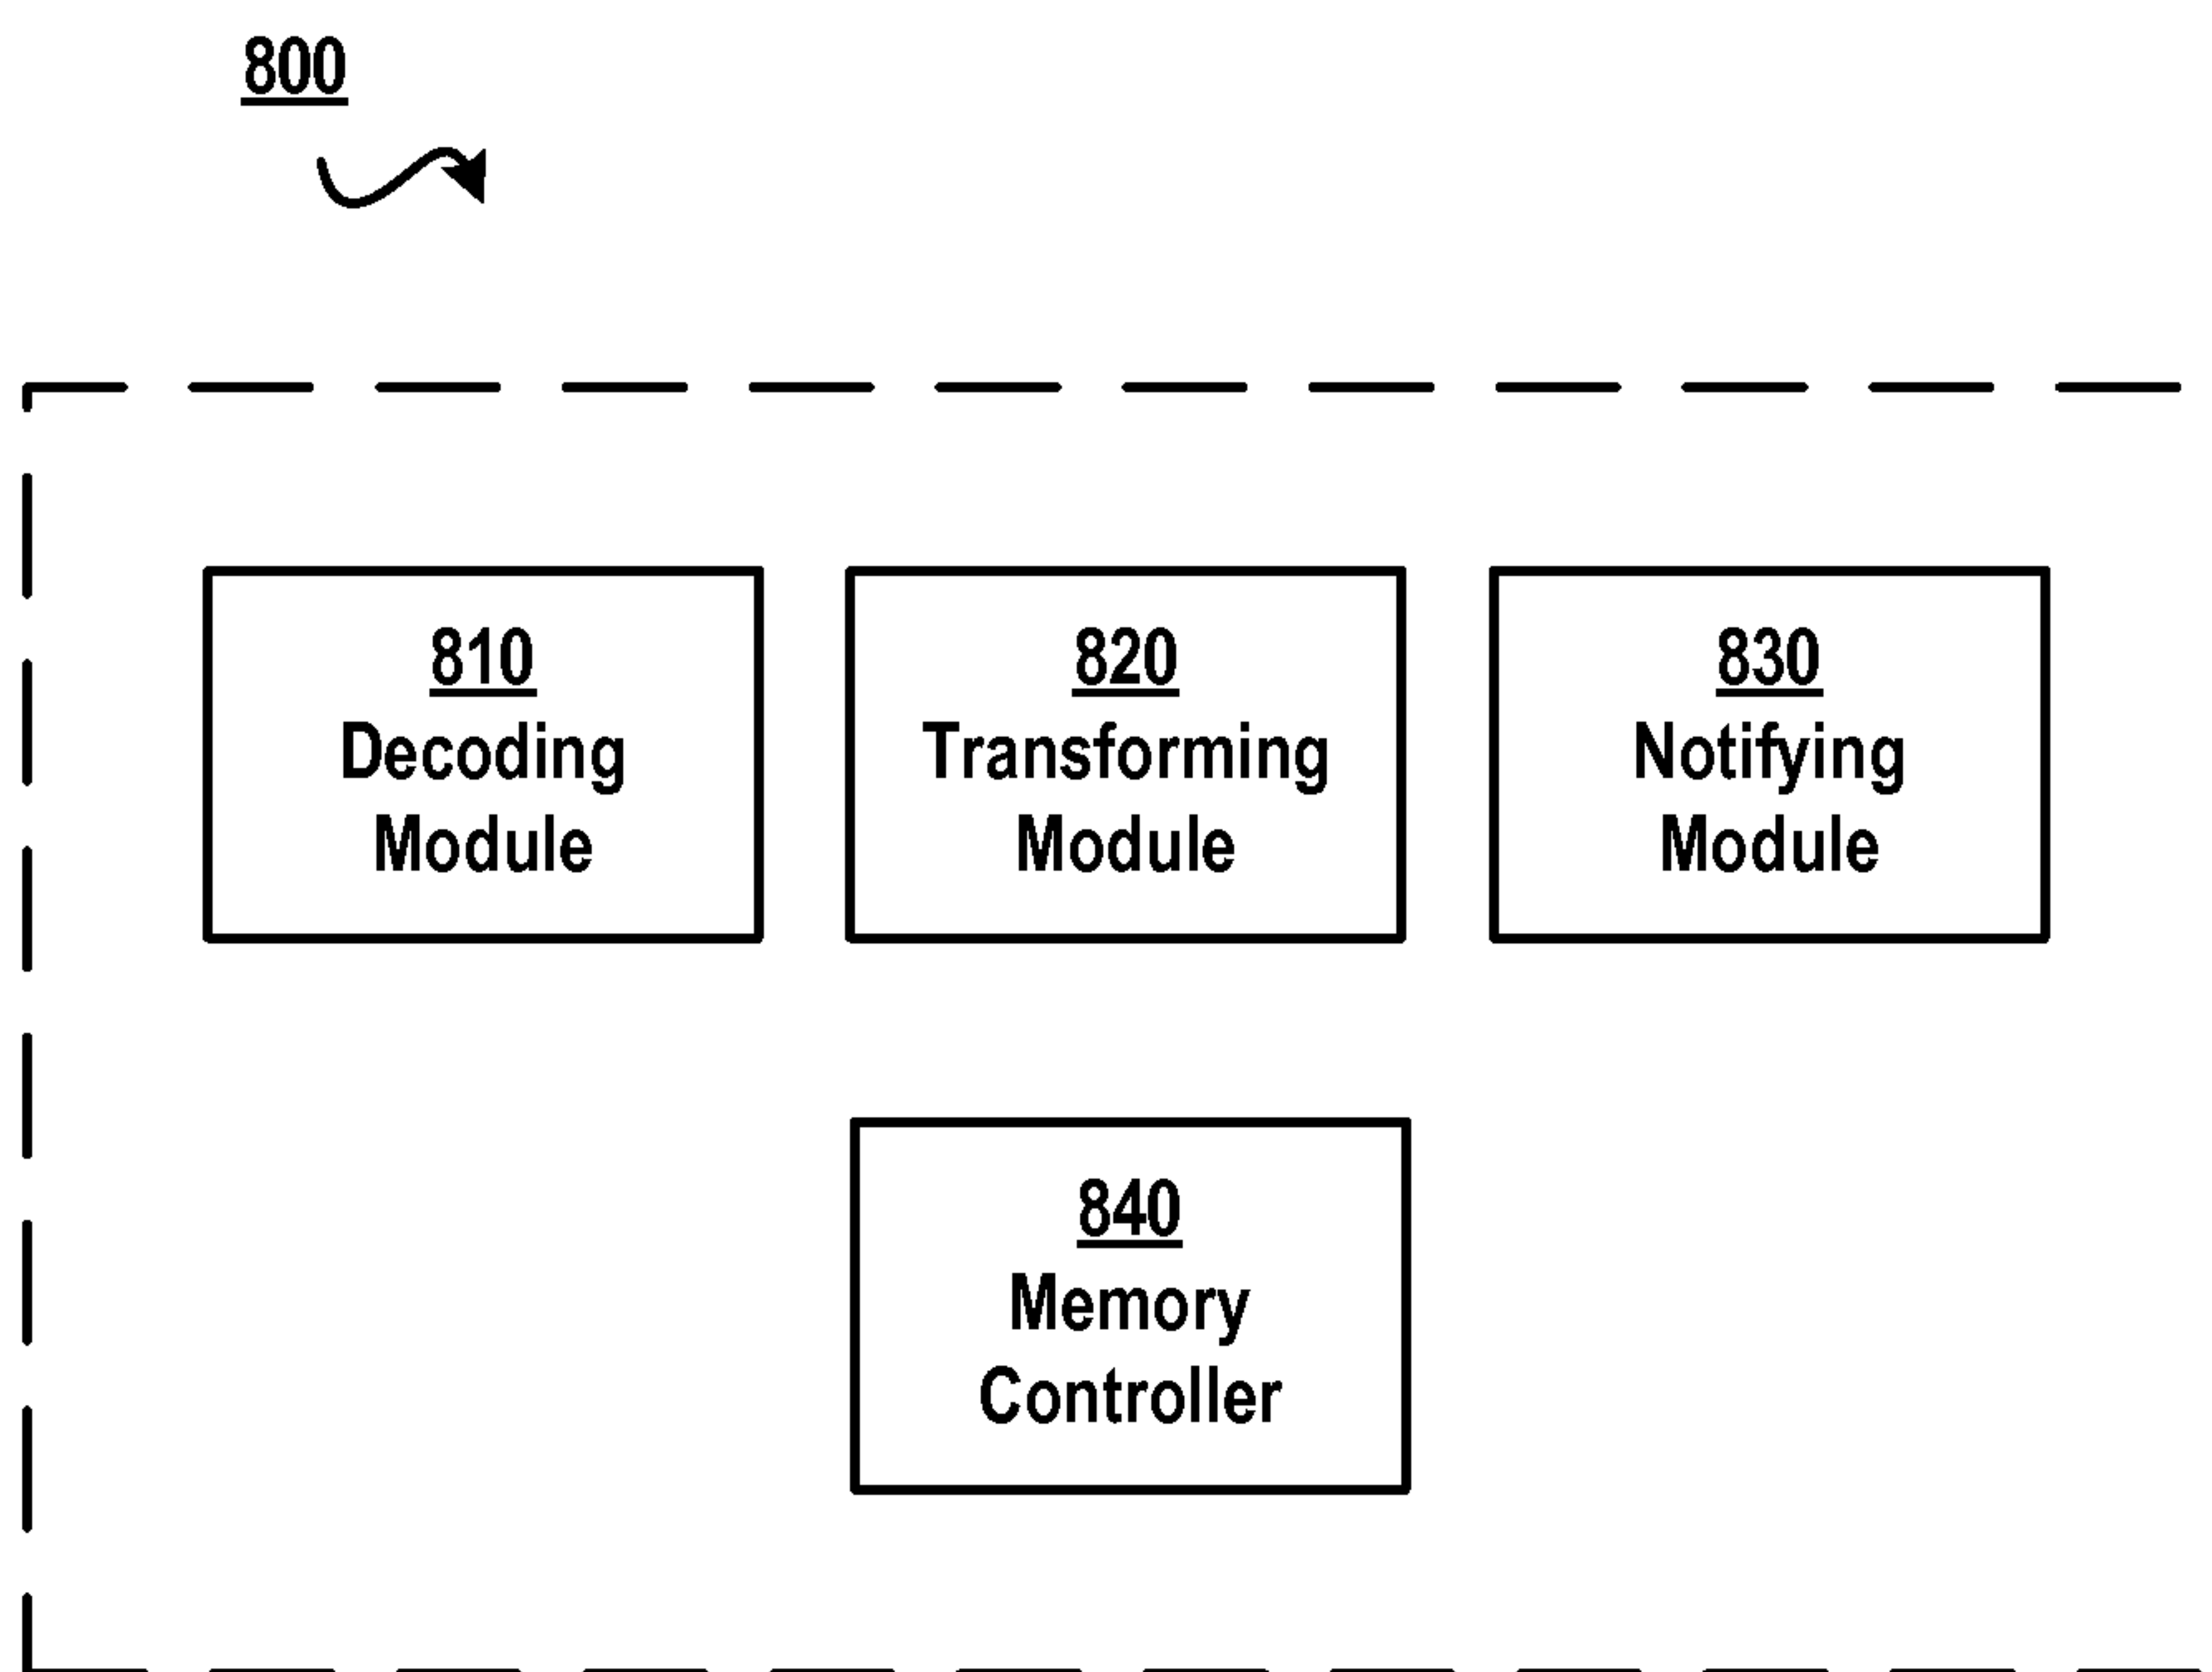 800
810
Decoding
Module
820
Transforming
Module
830
Notifying
Module
840
Memory
Controller